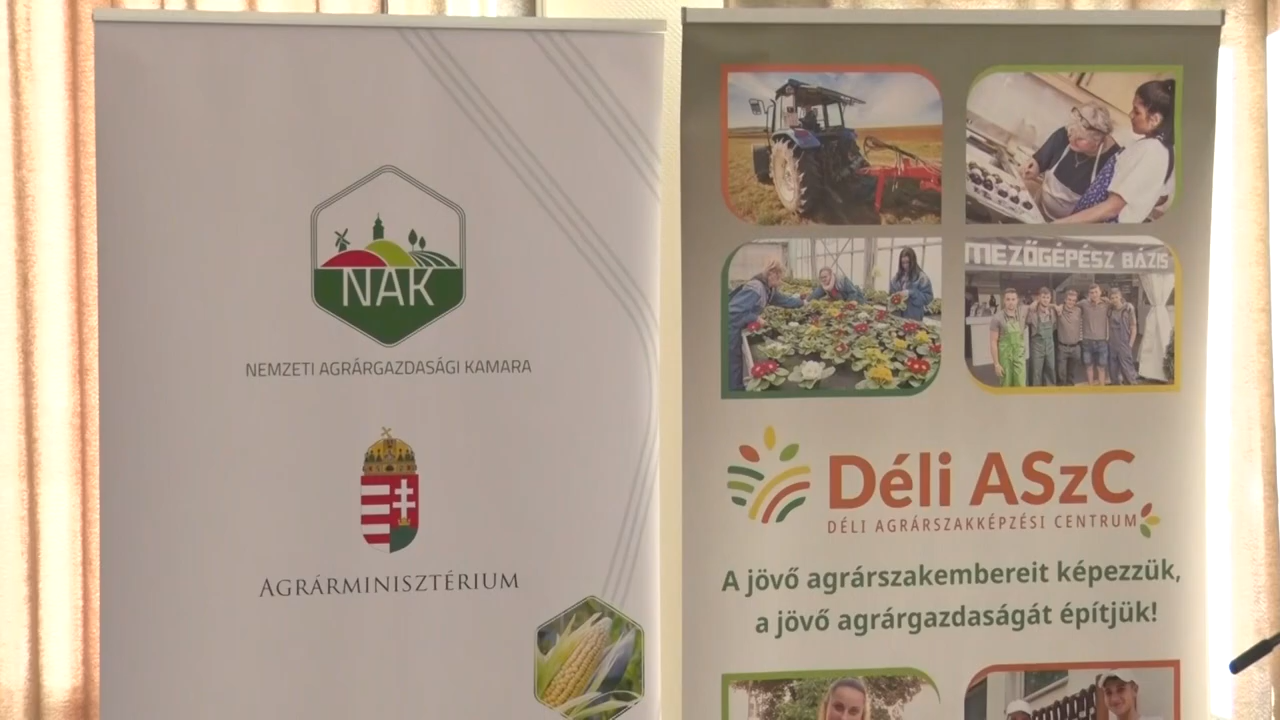 NAK
NEMZETI AGRÁRGAZDASÁGI KAMARA
AGRÁRMINISZTÉRIUM
MEZŐGÉPÉSZ BÁZIS
Déli ASzC
DÉLI AGRÁRSZAKKÉPZÉSI CENTRUM
A jövő agrárszakembereit képezzük,
a jövő agrárgazdaságát építjük!